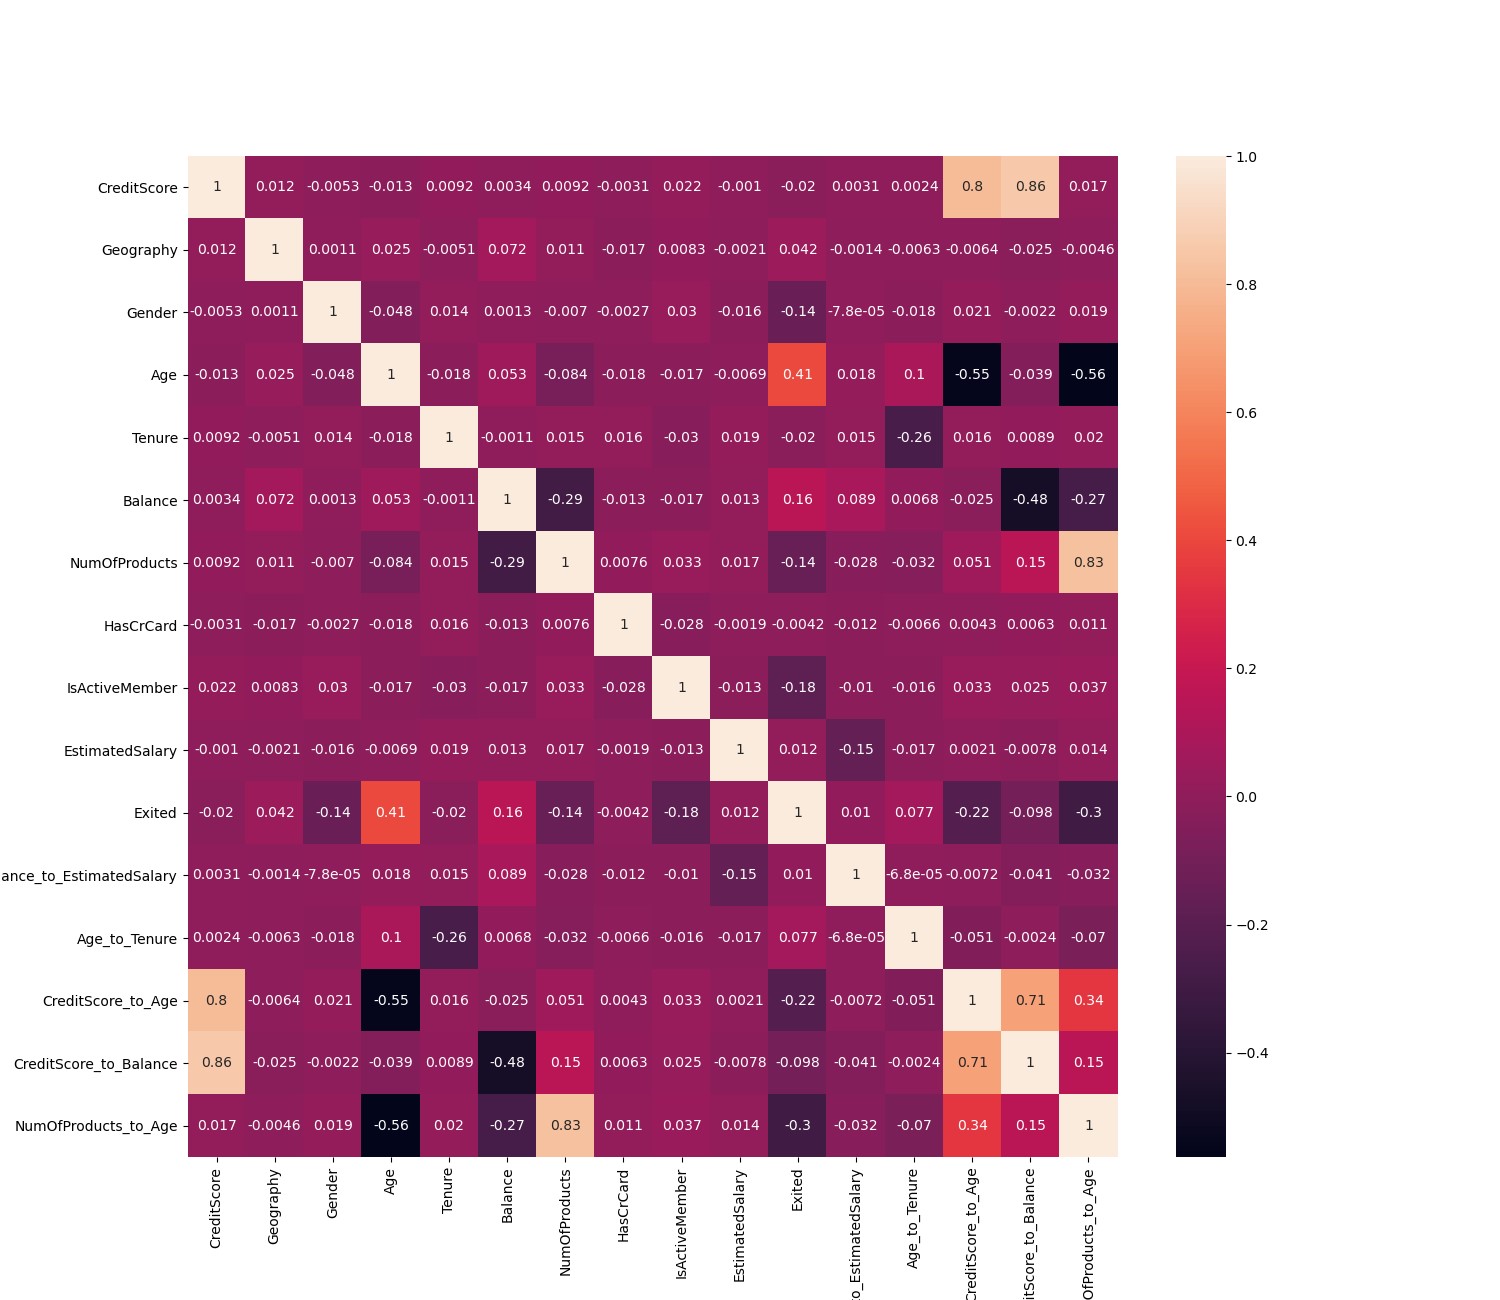 CreditScore 1 0.012 -0.0053 -0.013 0.0092 0.0034 0.0092 -0.0031 0.022 -0.001 -0.02 0.0031 0.0024 0.8 0.86 0.017
Geography 0.012 1 0.0011 0.025 -0.0051 0.072 0.011 -0.017 0.0083 -0.0021 0.042 -0.0014 -0.0063 -0.0064 -0.025 -0.0046
Gender -0.0053 0.0011 1 -0.048 0.014 0.0013 -0.007 -0.0027 0.03 -0.016 -0.14 -7.8e-05 -0.018 0.021 -0.0022 0.019
Age -0.013 0.025 -0.048 1 -0.018 0.053 -0.084 -0.018 -0.017 -0.0069 0.41 0.018 0.1 -0.55 -0.039 -0.56
Tenure 0.0092 -0.0051 0.014 -0.018 1 -0.0011 0.015 0.016 -0.03 0.019 -0.02 0.015 -0.26 0.016 0.0089 0.02
Balance 0.0034 0.072 0.0013 0.053 -0.0011 1 -0.29 -0.013 -0.017 0.013 0.16 0.089 0.0068 -0.025 -0.48 -0.27
NumOfProducts 0.0092 0.011 -0.007 -0.084 0.015 -0.29 1 0.0076 0.033 0.017 -0.14 -0.028 -0.032 0.051 0.15 0.83
HasCrCard -0.0031 -0.017 -0.0027 -0.018 0.016 -0.013 0.0076 1 -0.028 -0.0019 -0.0042 -0.012 -0.0066 0.0043 0.0063 0.011
IsActiveMember 0.022 0.0083 0.03 -0.017 -0.03 -0.017 0.033 -0.028 1 -0.013 -0.18 -0.01 -0.016 0.033 0.025 0.037
EstimatedSalary -0.001 -0.0021 -0.016 -0.0069 0.019 0.013 0.017 -0.0019 -0.013 1 0.012 -0.15 -0.017 0.0021 -0.0078 0.014
Exited -0.02 0.042 -0.14 0.41 -0.02 0.16 -0.14 -0.0042 -0.18 0.012 1 0.01 0.077 -0.22 -0.098 -0.3
ance_to_EstimatedSalary 0.0031 -0.0014 -7.8e-05 0.018 0.015 0.089 -0.028 -0.012 -0.01 -0.15 0.01 1 -6.8e-05 -0.0072 -0.041 -0.032
Age_to_Tenure 0.0024 -0.0063 -0.018 0.1 -0.26 0.0068 -0.032 -0.0066 -0.016 -0.017 0.077 -6.8e-05 1 -0.051 -0.0024 -0.07
CreditScore_to_Age 0.8 -0.0064 0.021 -0.55 0.016 -0.025 0.051 0.0043 0.033 0.0021 -0.22 -0.0072 -0.051 1 0.71 0.34
CreditScore_to_Balance 0.86 -0.025 -0.0022 -0.039 0.0089 -0.48 0.15 0.0063 0.025 -0.0078 -0.098 -0.041 -0.0024 0.71 1 0.15
NumOfProducts_to_Age 0.017 -0.0046 0.019 -0.56 0.02 -0.27 0.83 0.011 0.037 0.014 -0.3 -0.032 -0.07 0.34 0.15 1
CreditScore
Geography
Gender
Age
Tenure
Balance
NumOfProducts
HasCrCard
IsActiveMember
EstimatedSalary
Exited
to_EstimatedSalary
Age_to_Tenure
CreditScore_to_Age
itScore_to_Balance
OfProducts_to_Age
1.0
0.8
0.6
0.4
0.2
0.0
−0.2
−0.4